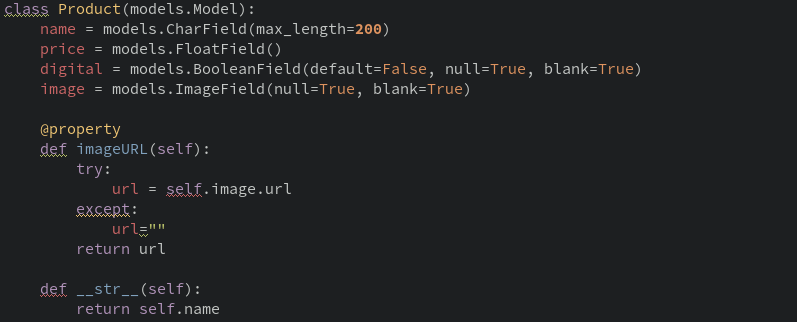 class Product(models.Model):
    name = models.CharField(max_length=200)
    price = models.FloatField()
    digital = models.BooleanField(default=False, null=True, blank=True)
    image = models.ImageField(null=True, blank=True)

    @property
    def imageURL(self):
        try:
            url = self.image.url
        except:
            url=""
        return url

    def __str__(self):
        return self.name